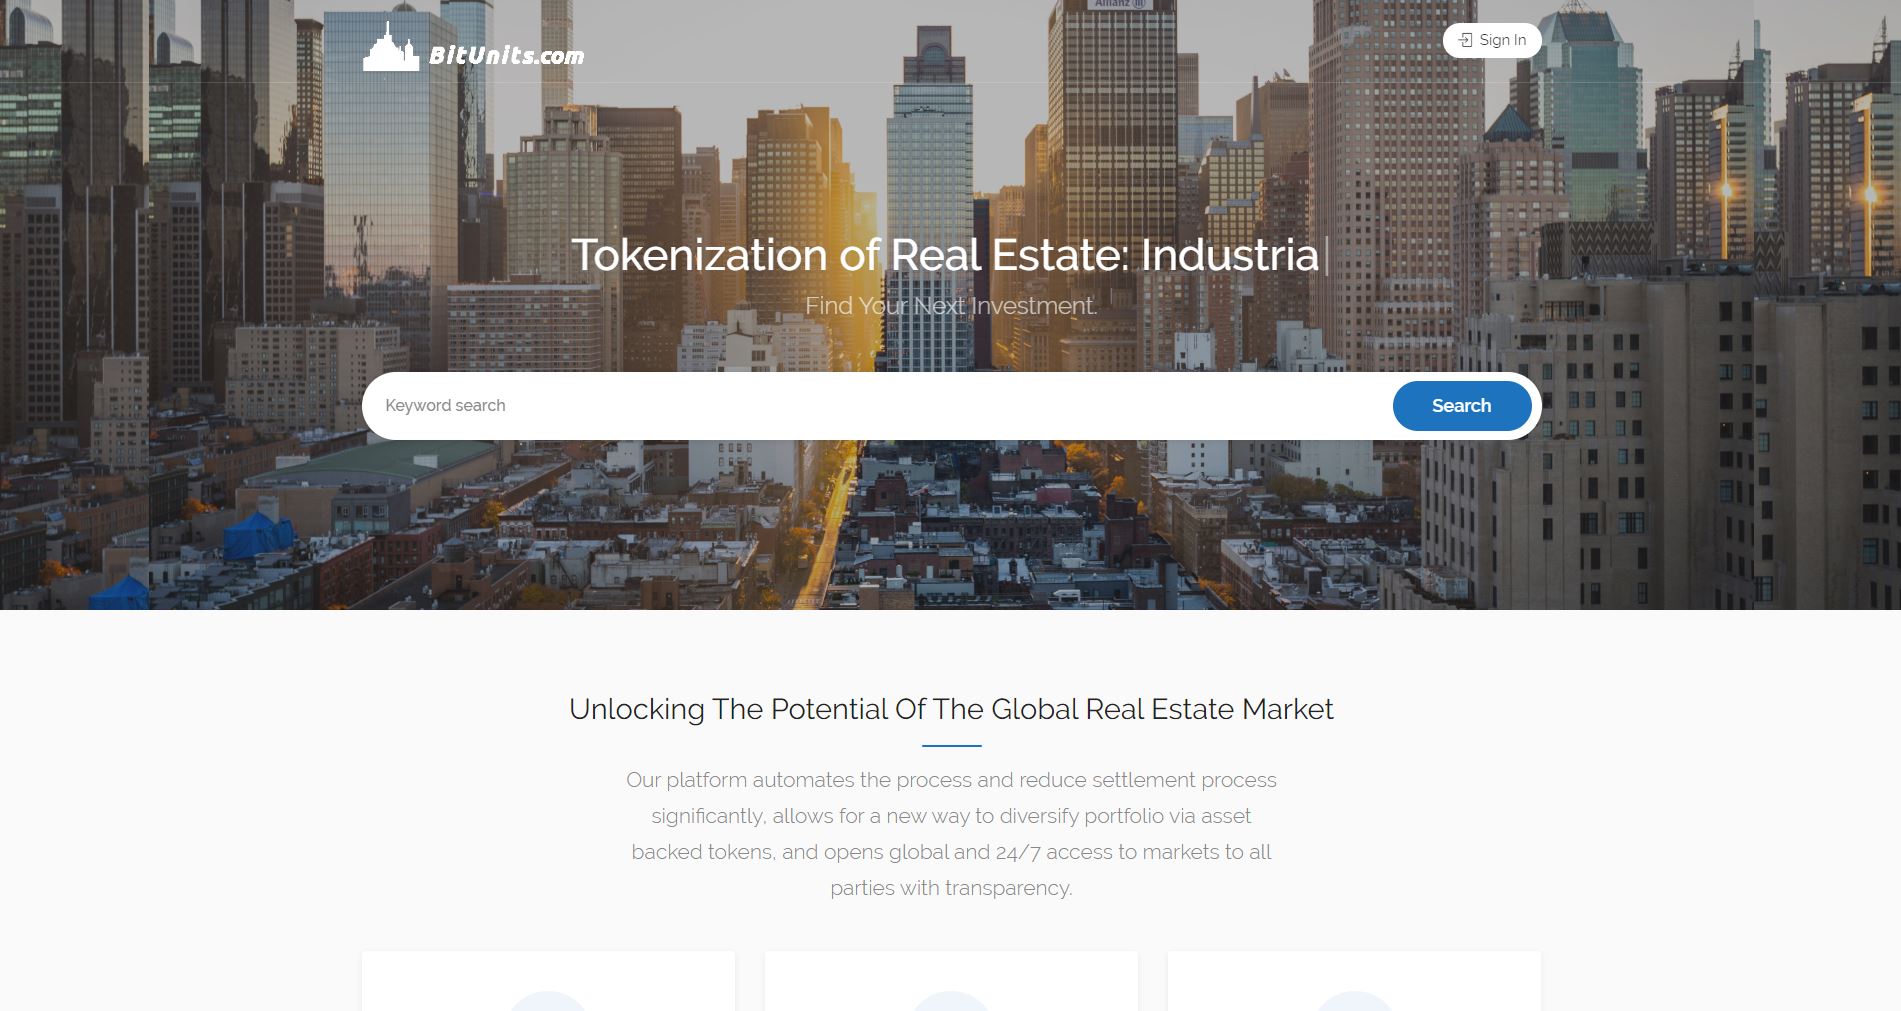 Allianz
BitUnits.com
Sign In
Tokenization of Real Estate: Industria
Find Your Next Investment.
Keyword search
Search
Unlocking The Potential Of The Global Real Estate Market
Our platform automates the process and reduce settlement process
significantly, allows for a new way to diversify portfolio via asset
backed tokens, and opens global and 24/7 access to markets to all
parties with transparency.